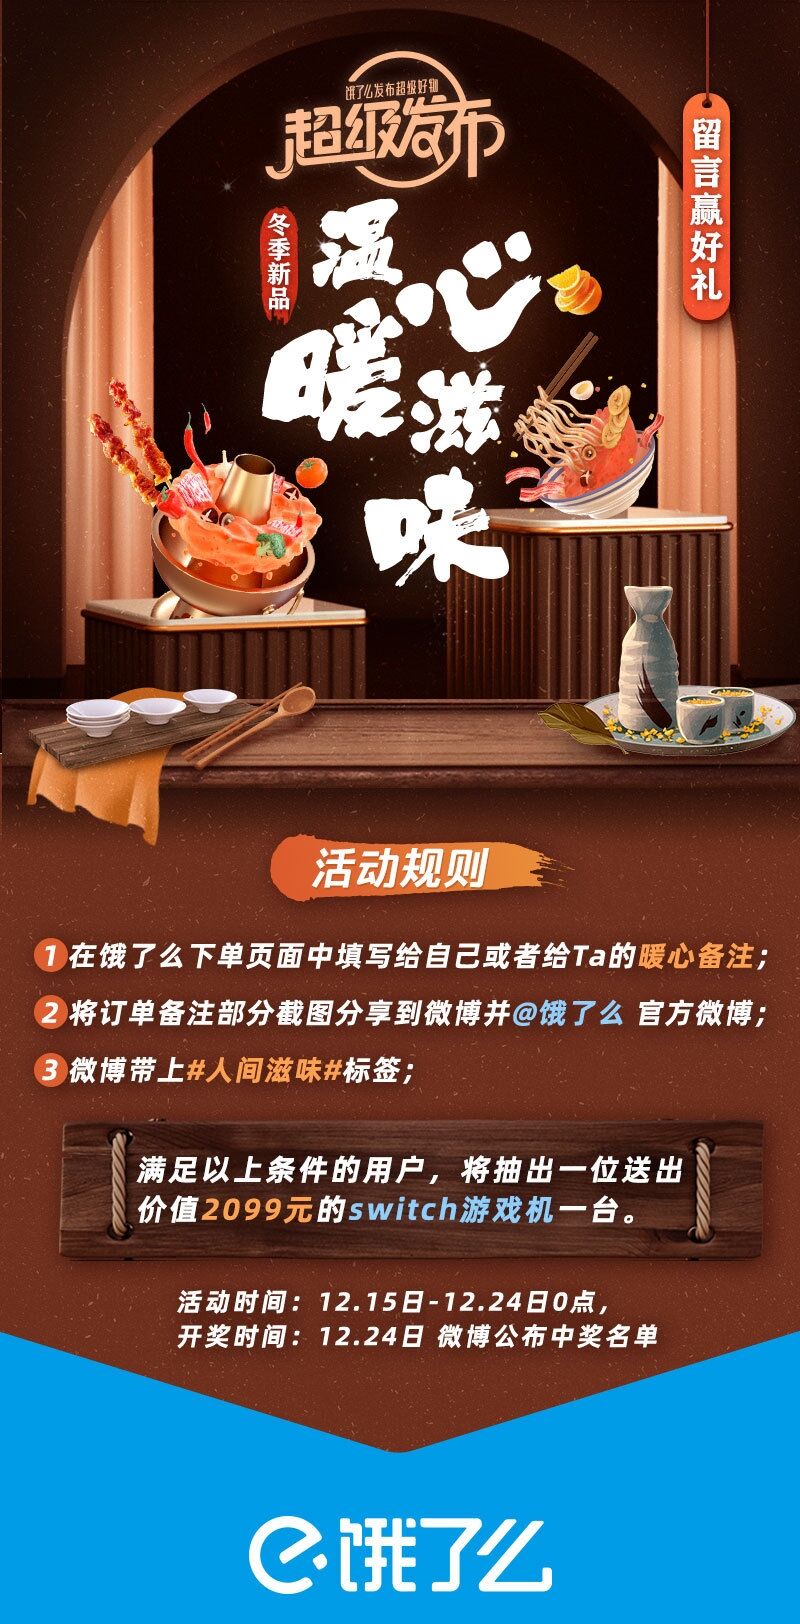 饿了么发布超级好物
超级发布
留言赢好礼
冬季新品
温暖心滋味
活动规则
1 在饿了么下单页面中填写给自己或者给Ta的暖心备注；
2 将订单备注部分截图分享到微博并@饿了么 官方微博；
3 微博带上#人间滋味#标签；
满足以上条件的用户，将抽出一位送出
价值2099元的switch游戏机一台。
活动时间：12.15日-12.24日0点，
开奖时间：12.24日 微博公布中奖名单
饿了么